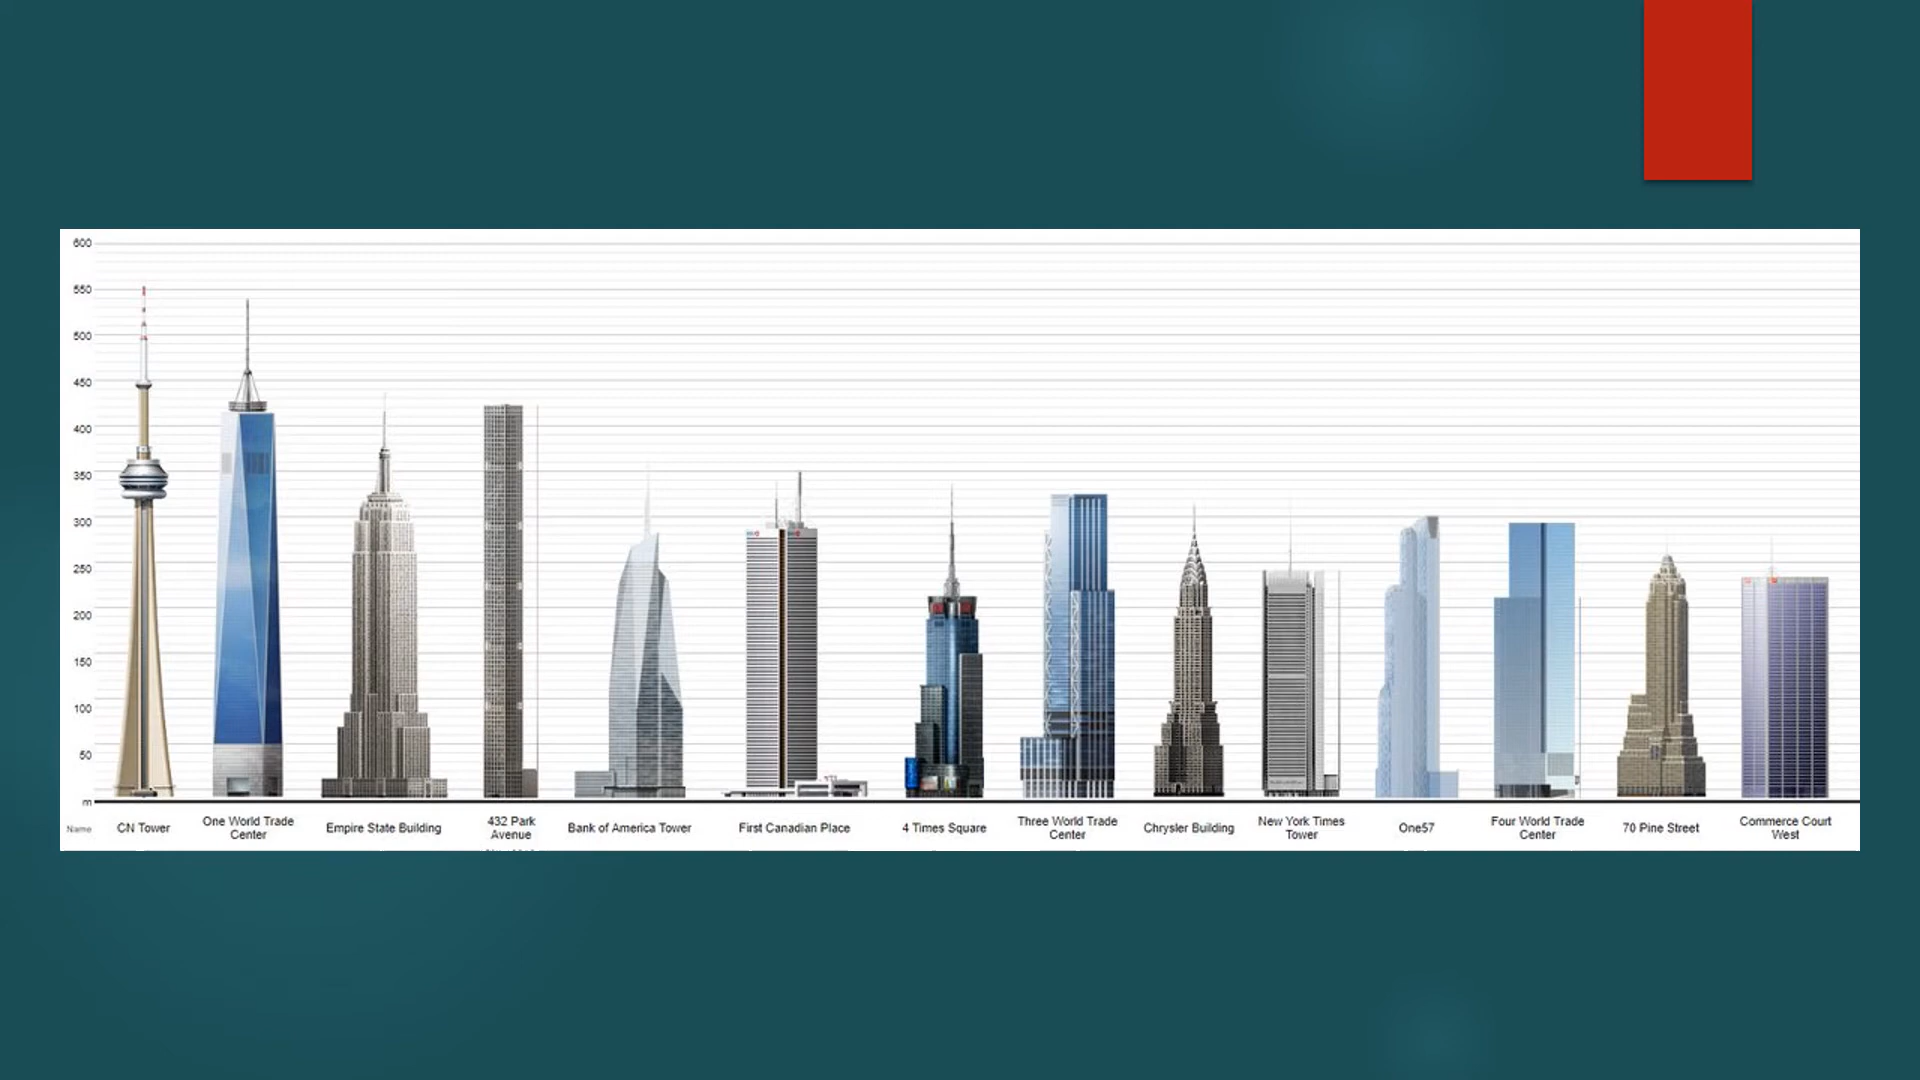 600
550
500
450
400
350
300
250
200
150
100
50
m
Name
CN Tower
One World Trade
Center
Empire State Building
432 Park
Avenue
Bank of America Tower
First Canadian Place
4 Times Square
Three World Trade
Center
Chrysler Building
New York Times
Tower
One57
Four World Trade
Center
70 Pine Street
Commerce Court
West